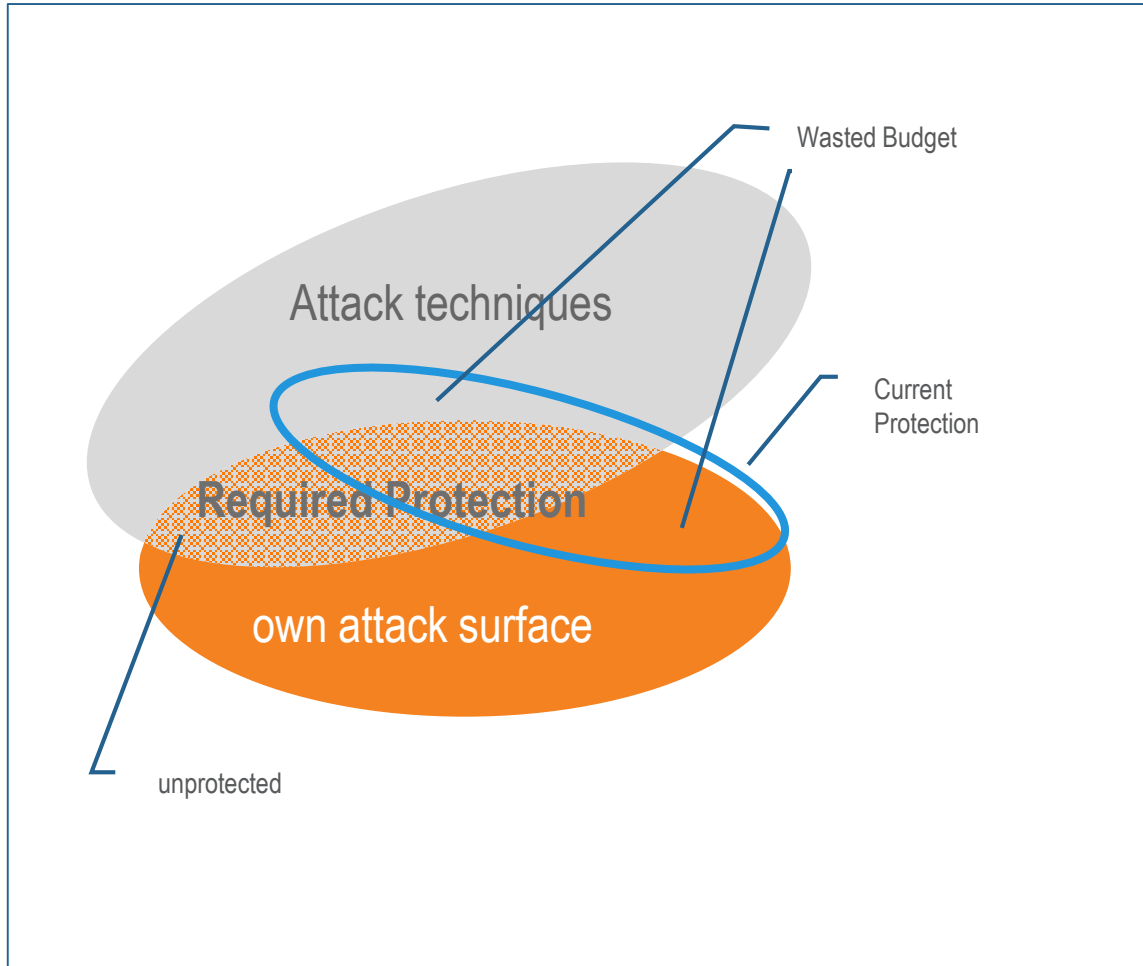 Wasted Budget
Attack techniques
Current
Protection
Required Protection
own attack surface
unprotected